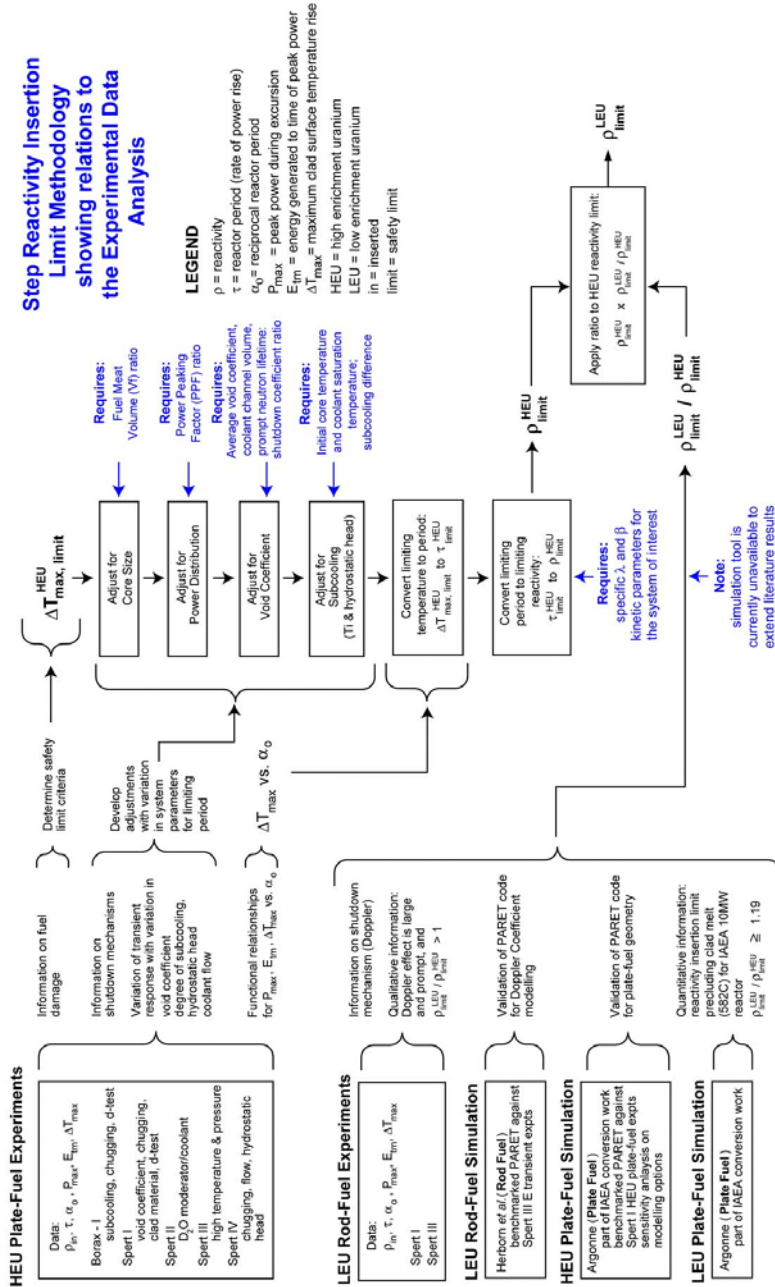 Step Reactivity Insertion
Limit Methodology
showing relations to
the Experimental Data
Analysis
LEGEND
ρ = reactivity
τ = reactor period (rate of power rise)
αo= reciprocal reactor period
Pmax = peak power during excursion
Etm = energy generated to time of peak power
ΔTmax= maximum clad surface temperature rise
HEU = high enrichment uranium
LEU = low enrichment uranium
in = inserted
limit = safety limit
HEU Plate-Fuel Experiments
Data:
ρin, τ, αo, Pmax, Etm, ΔTmax
Borax - I
subcooling, chugging, d-test
Spert I
void coefficient, chugging,
clad material, d-test
Spert II
D2O moderator/coolant
Spert III
high temperature & pressure
Spert IV
chugging, flow, hydrostatic
head
Information on fuel
damage
Information on
shutdown mechanisms
Variation of transient
response with variation in
void coefficient
degree of subcooling,
hydrostatic head
coolant flow
Functional relationships
for Pmax, Etm, ΔTmax vs. αo
Determine safety
limit criteria
Develop
adjustments
with variation
in system
parameters
for limiting
period
ΔTmax vs. αo
ΔT HEU max, limit
Adjust for
Core Size
Adjust for
Power Distribution
Adjust for
Void Coefficient
Adjust for
Subcooling
(Ti & hydrostatic head)
Convert limiting
temperature to period:
ΔT HEU max, limit to τ HEU limit
Convert limiting
period to limiting
reactivity:
τ HEU limit to ρ HEU limit
Requires:
Fuel Meat
Volume (Vf) ratio
Requires:
Power Peaking
Factor (PPF) ratio
Requires:
Average void coefficient,
coolant channel volume,
prompt neutron lifetime:
shutdown coefficient ratio
Requires:
Initial core temperature
and coolant saturation
temperature;
subcooling difference
Requires:
specific λ and β
kinetic parameters for
the system of interest
ρ HEU limit
Apply ratio to HEU reactivity limit:
ρ HEU limit x ρ LEU limit / ρ HEU limit
ρ LEU limit
ρ LEU limit / ρ HEU limit
Note:
simulation tool is
currently unavailable to
extend literature results
LEU Rod-Fuel Experiments
Data:
ρin, τ, αo, Pmax, Etm, ΔTmax
Spert I
Spert III
Information on shutdown
mechanism (Doppler)
Qualitative information:
Doppler effect is large
and prompt, and
ρ LEU limit / ρ HEU limit > 1
LEU Rod-Fuel Simulation
Herborn et al.(Rod Fuel)
benchmarked PARET against
Spert III E transient expts
Validation of PARET code
for Doppler Coefficient
modelling
HEU Plate-Fuel Simulation
Argonne (Plate Fuel)
part of IAEA conversion work
benchmarked PARET against
Spert I HEU plate-fuel expts
sensitivity anlaysis on
modelling options
Validation of PARET code
for plate-fuel geometry
LEU Plate-Fuel Simulation
Argonne (Plate Fuel)
part of IAEA conversion work
Quantitative information:
reactivity insertion limit
precluding clad melt
(582C) for IAEA 10MW
reactor
ρ LEU limit / ρ HEU limit ≧ 1.19